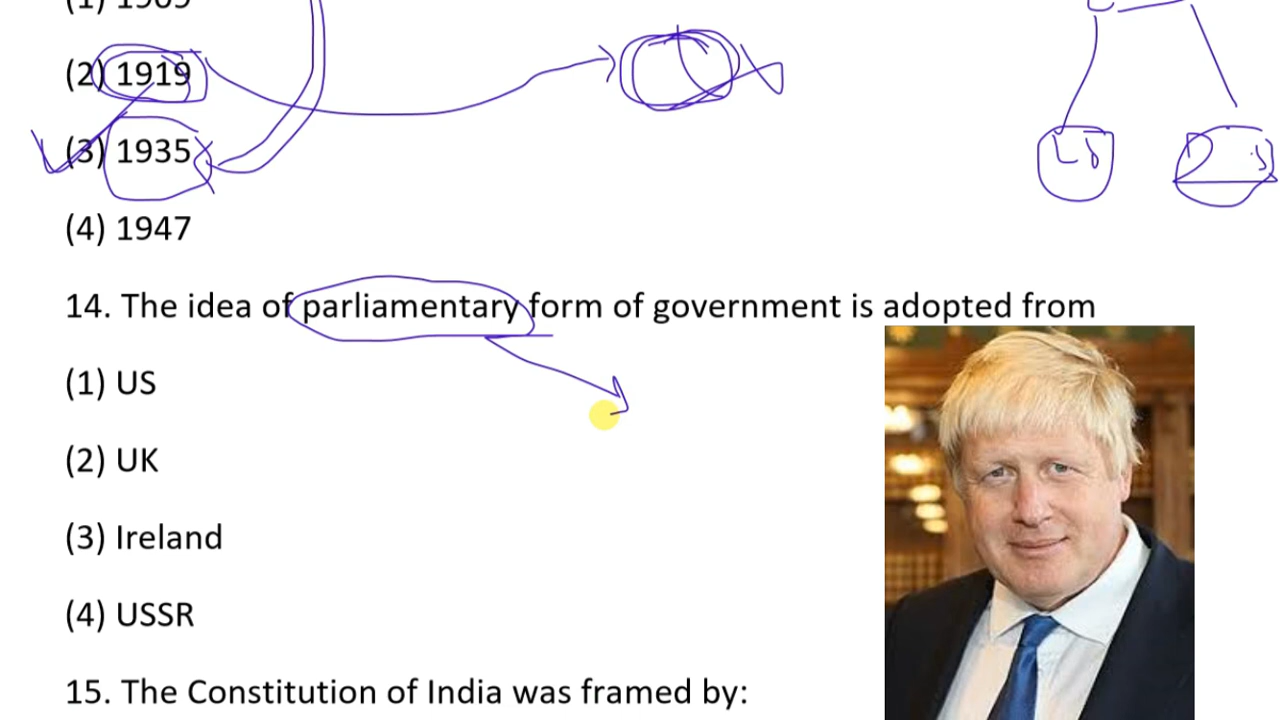 (2) 1919
(3) 1935
(4) 1947
14. The idea of parliamentary form of government is adopted from
(1) US
(2) UK
(3) Ireland
(4) USSR
15. The Constitution of India was framed by: